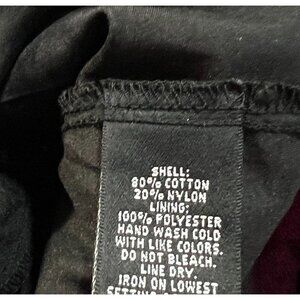 SHELL:
80% COTTON
20% NYLON
LINING:
100% POLYESTER
HAND WASH COLD
WITH LIKE COLORS.
DO NOT BLEACH.
LINE DRY.
IRON ON LOWEST
SETTING